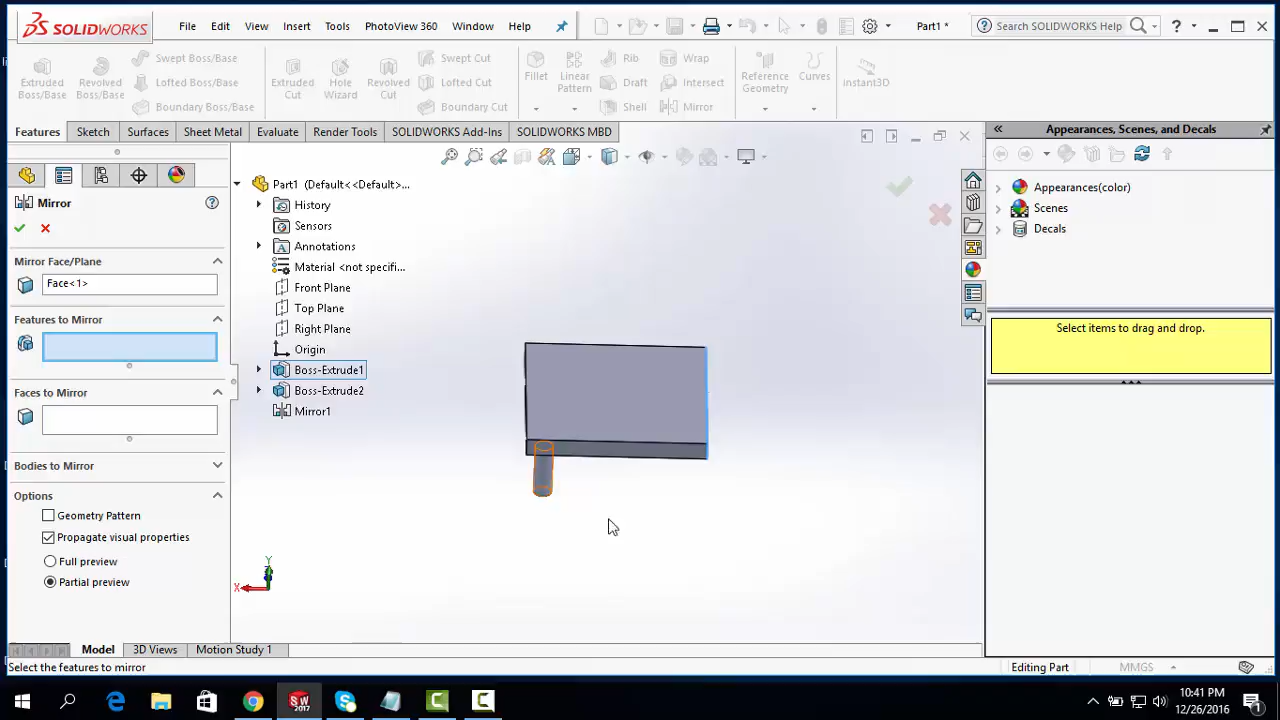 SOLIDWORKS
File Edit View Insert Tools PhotoView 360 Window Help
Part1 *
Search SOLIDWORKS Help
Extruded Boss/Base
Revolved Boss/Base
Swept Boss/Base
Lofted Boss/Base
Boundary Boss/Base
Extruded Cut
Hole Wizard
Revolved Cut
Swept Cut
Lofted Cut
Boundary Cut
Fillet
Linear Pattern
Rib
Draft
Shell
Wrap
Intersect
Mirror
Reference Geometry
Curves
Instant3D
Features Sketch Surfaces Sheet Metal Evaluate Render Tools SOLIDWORKS Add-Ins SOLIDWORKS MBD
Mirror
Mirror Face/Plane
Face<1>
Features to Mirror
Faces to Mirror
Bodies to Mirror
Options
Geometry Pattern
Propagate visual properties
Full preview
Partial preview
Part1 (Default<<Default>...
History
Sensors
Annotations
Material <not specifi...
Front Plane
Top Plane
Right Plane
Origin
Boss-Extrude1
Boss-Extrude2
Mirror1
Y
X
Appearances, Scenes, and Decals
Appearances(color)
Scenes
Decals
Select items to drag and drop.
Model 3D Views Motion Study 1
Select the features to mirror
Editing Part
MMGS
SW
2017
10:41 PM
12/26/2016
1